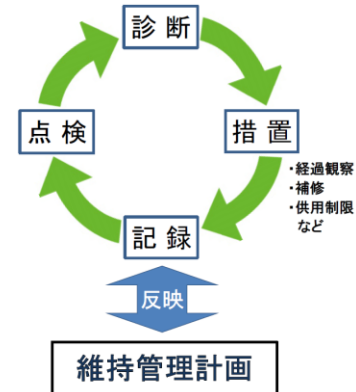 診断
点検
措置
・経過観察
・補修
・供用制限
など
記録
反映
維持管理計画